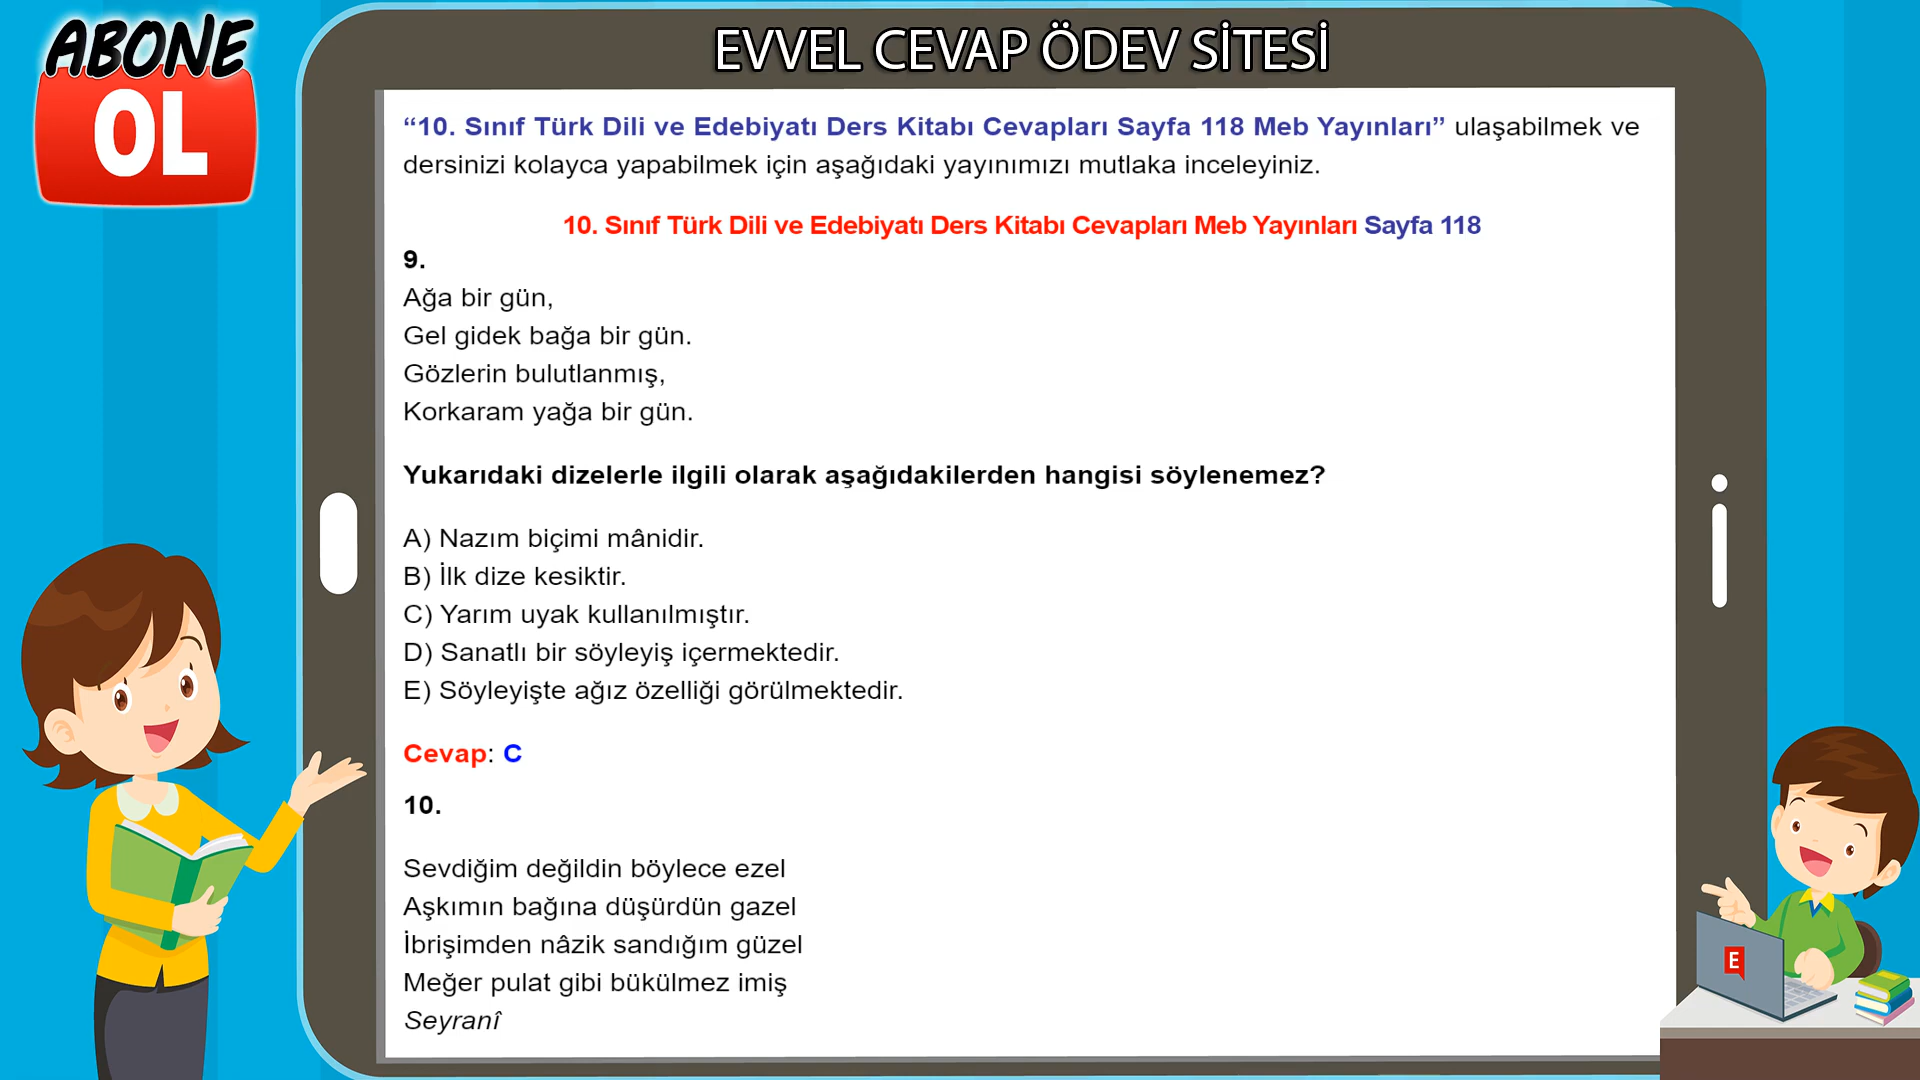 ABONE
OL
EVVEL CEVAP ÖDEV SİTESİ
“10. Sınıf Türk Dili ve Edebiyatı Ders Kitabı Cevapları Sayfa 118 Meb Yayınları” ulaşabilmek ve
dersinizi kolayca yapabilmek için aşağıdaki yayınımızı mutlaka inceleyiniz.
10. Sınıf Türk Dili ve Edebiyatı Ders Kitabı Cevapları Meb Yayınları Sayfa 118
9.
Ağa bir gün,
Gel gidek bağa bir gün.
Gözlerin bulutlanmış,
Korkaram yağa bir gün.
Yukarıdaki dizelerle ilgili olarak aşağıdakilerden hangisi söylenemez?
A) Nazım biçimi mânidir.
B) İlk dize kesiktir.
C) Yarım uyak kullanılmıştır.
D) Sanatlı bir söyleyiş içermektedir.
E) Söyleyişte ağız özelliği görülmektedir.
Cevap: C
10.
Sevdiğim değildin böylece ezel
Aşkımın bağına düşürdün gazel
İbrişimden nâzik sandığım güzel
Meğer pulat gibi bükülmez imiş
Seyranî
E